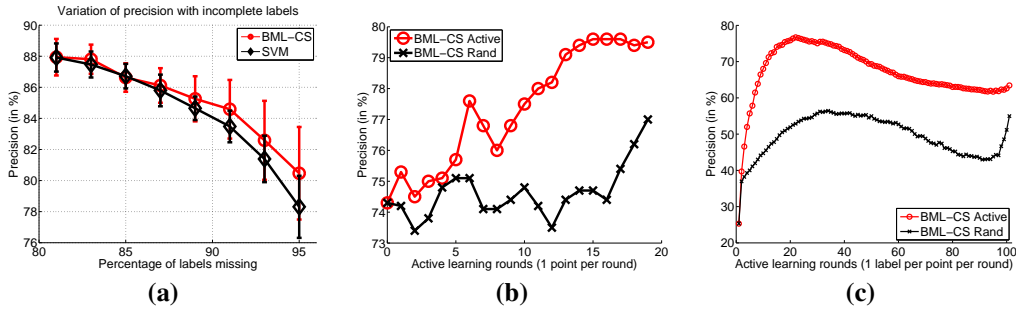 Variation of precision with incomplete labels
BML-CS
SVM
Precision (in %)
90
88
86
84
82
80
78
76
80
85
90
95
Percentage of labels missing
(a)
BML-CS Active
BML-CS Rand
Precision (in %)
80
79
78
77
76
75
74
73
0
5
10
15
20
Active learning rounds (1 point per round)
(b)
Precision (in %)
80
70
60
50
40
30
20
0
20
40
60
80
100
BML-CS Active
BML-CS Rand
Active learning rounds (1 label per point per round)
(c)